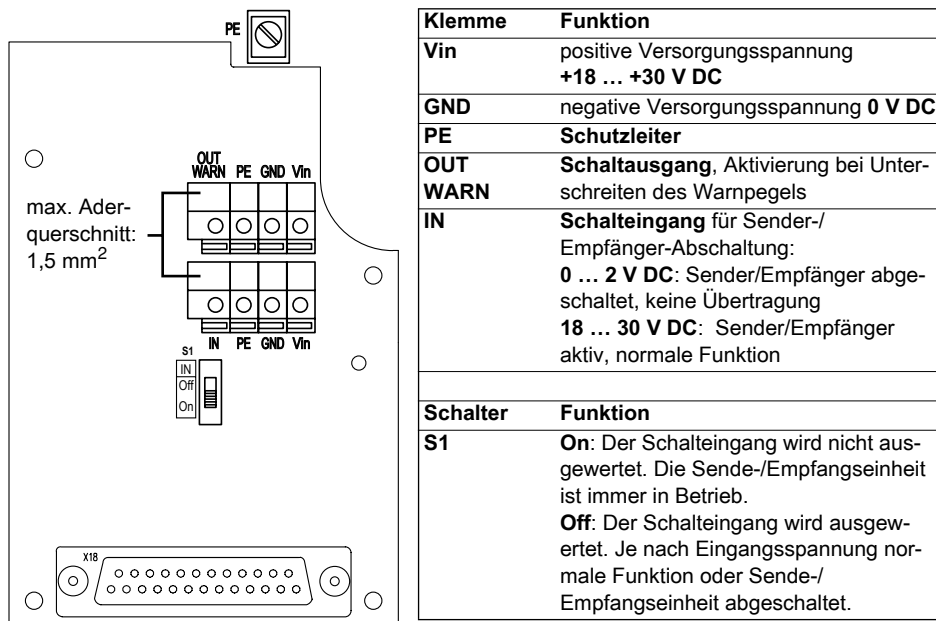 PE
OUT
WARN PE GND Vin
max. Ader-
querschnitt:
1,5 mm²
IN PE GND Vin
S1
IN
Off
On
X18
Klemme Funktion
Vin positive Versorgungsspannung
+18 … +30 V DC
GND negative Versorgungsspannung 0 V DC
PE Schutzleiter
OUT Schaltausgang, Aktivierung bei Unter-
WARN schreiten des Warnpegels
IN Schalteingang für Sender-/
Empfänger-Abschaltung:
0 … 2 V DC: Sender/Empfänger abge-
schaltet, keine Übertragung
18 … 30 V DC: Sender/Empfänger
aktiv, normale Funktion
Schalter Funktion
S1 On: Der Schalteingang wird nicht aus-
gewertet. Die Sende-/Empfangseinheit
ist immer in Betrieb.
Off: Der Schalteingang wird ausgew-
ertet. Je nach Eingangsspannung nor-
male Funktion oder Sende-/
Empfangseinheit abgeschaltet.